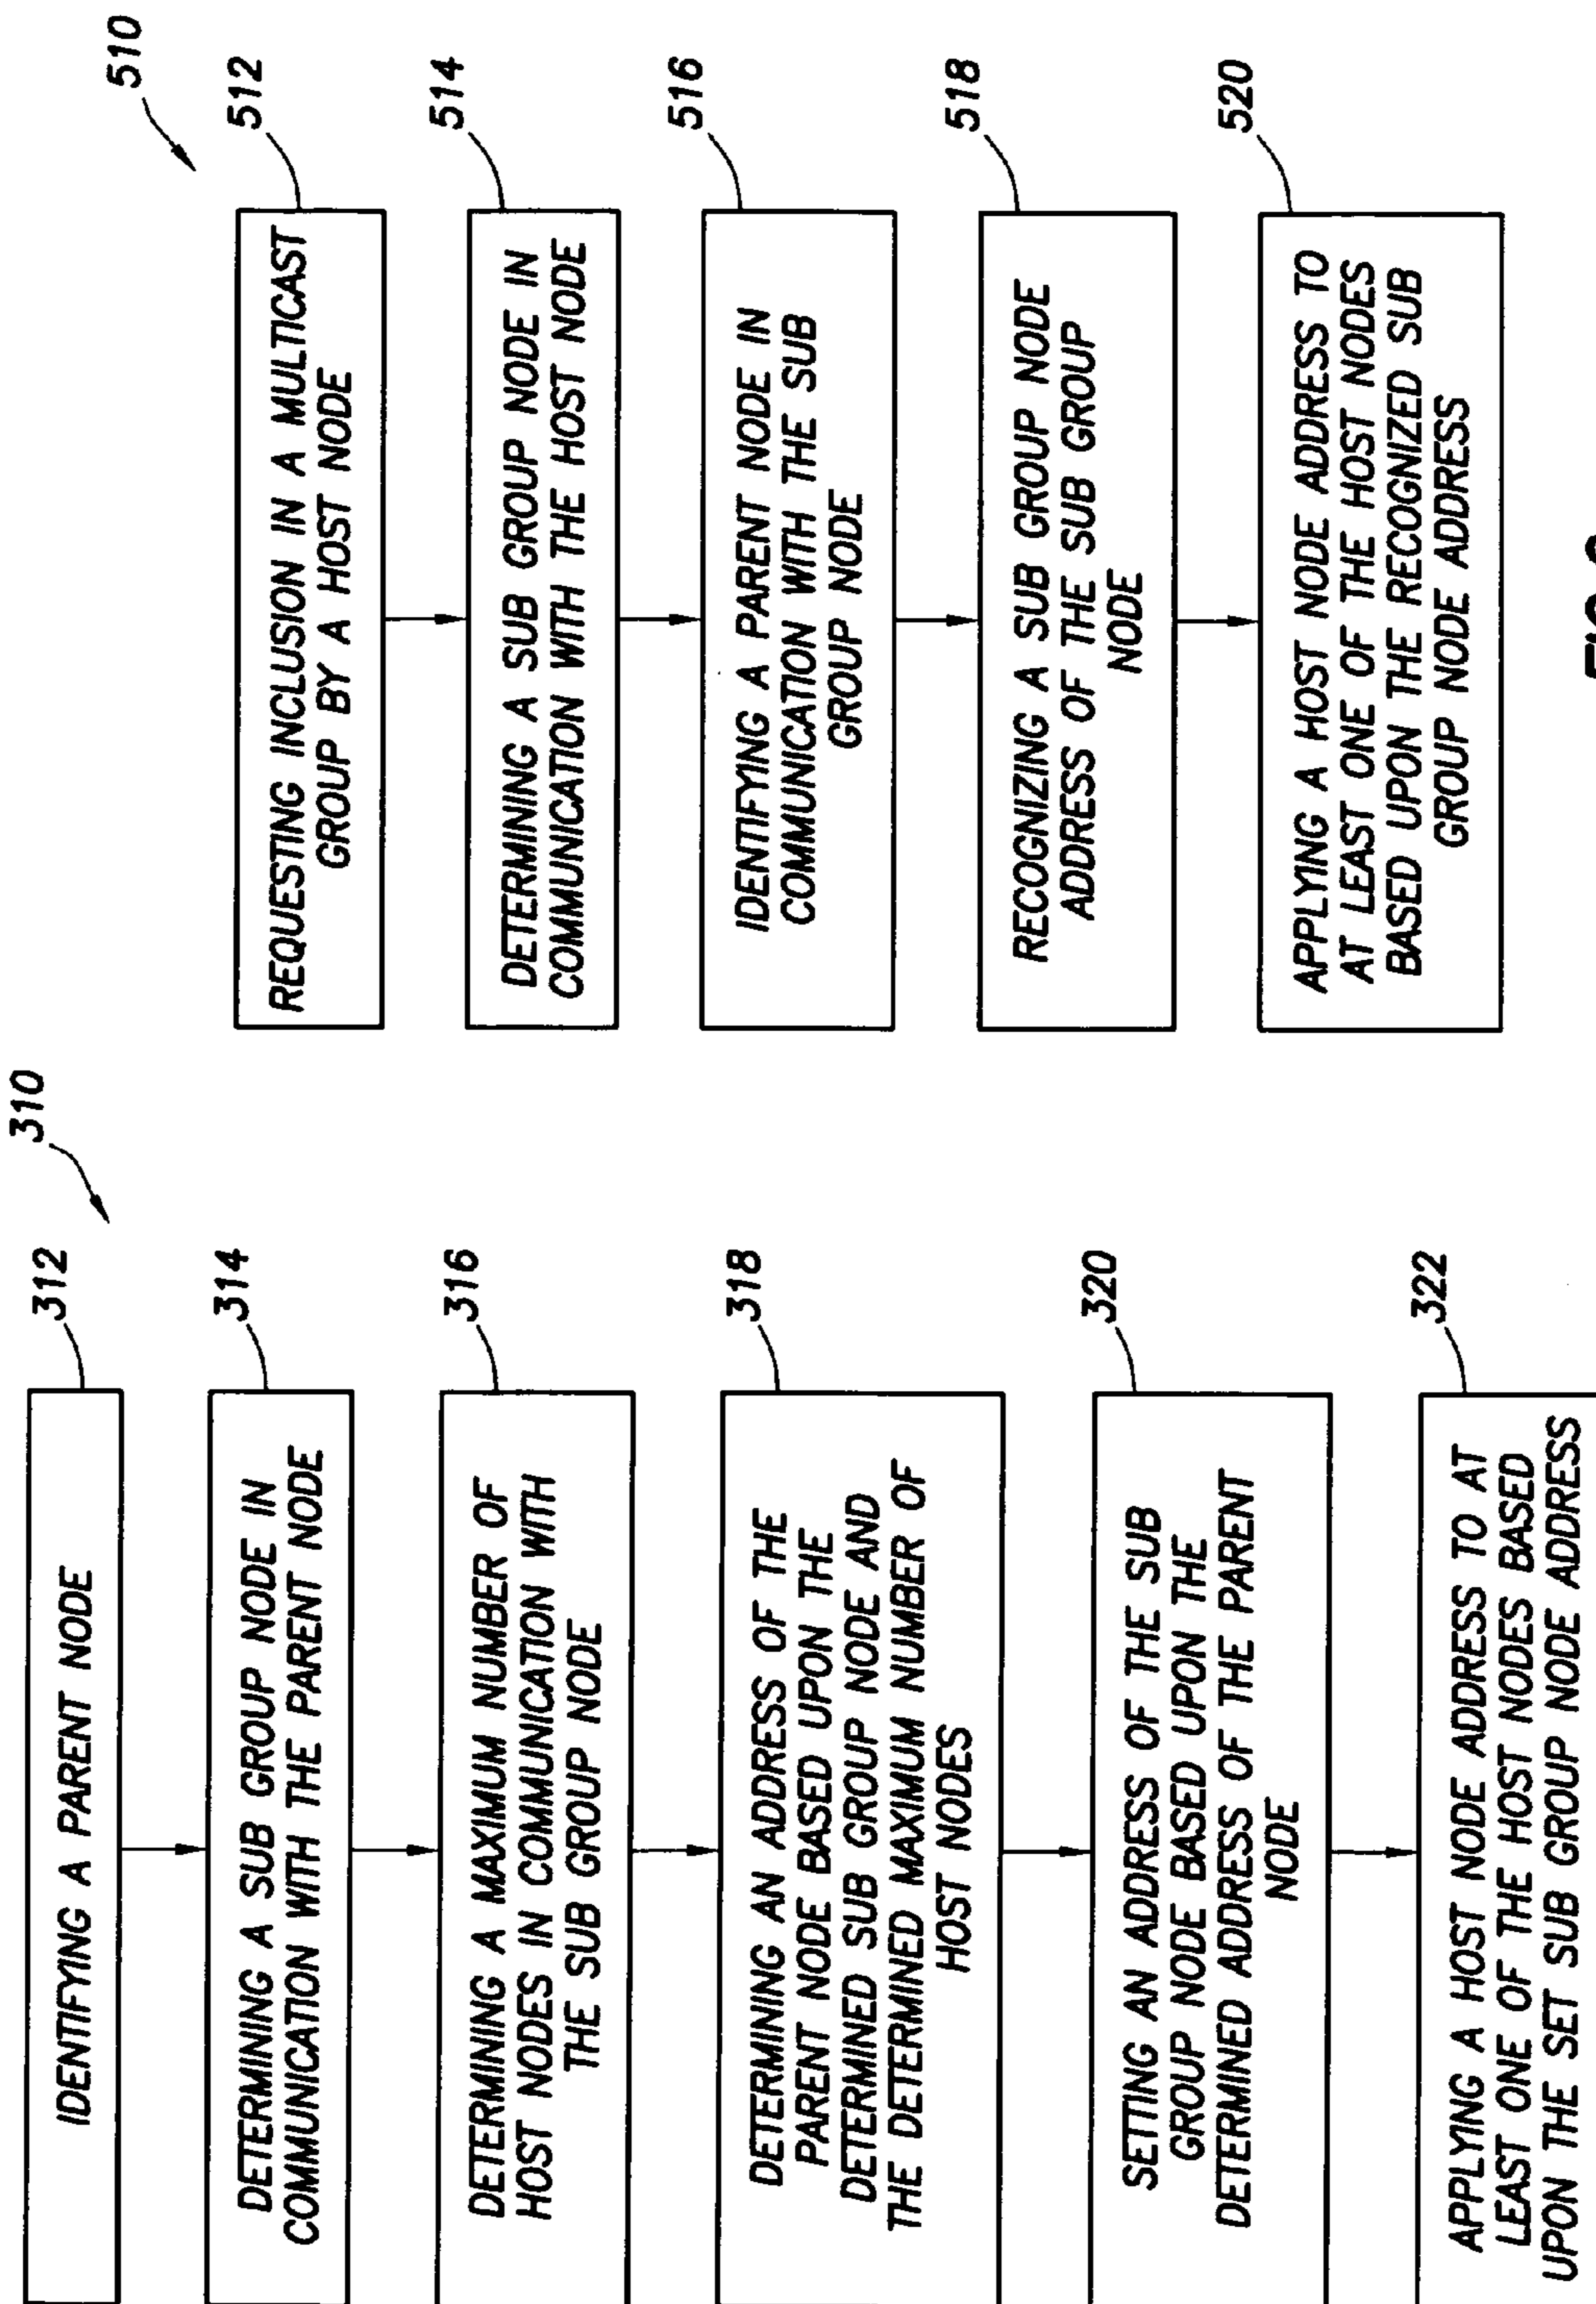 310
312
IDENTIFYING A PARENT NODE
314
DETERMINING A SUB GROUP NODE IN
COMMUNICATION WITH THE PARENT NODE
316
DETERMINING A MAXIMUM NUMBER OF
HOST NODES IN COMMUNICATION WITH
THE SUB GROUP NODE
318
DETERMINING AN ADDRESS OF THE
PARENT NODE BASED UPON THE
DETERMINED SUB GROUP NODE AND
THE DETERMINED MAXIMUM NUMBER OF
HOST NODES
320
SETTING AN ADDRESS OF THE SUB
GROUP NODE BASED UPON THE
DETERMINED ADDRESS OF THE PARENT
NODE
322
APPLYING A HOST NODE ADDRESS TO AT
LEAST ONE OF THE HOST NODES BASED
UPON THE SET SUB GROUP NODE ADDRESS
510
512
REQUESTING INCLUSION IN A MULTICAST
GROUP BY A HOST NODE
514
DETERMINING A SUB GROUP NODE IN
COMMUNICATION WITH THE HOST NODE
516
IDENTIFYING A PARENT NODE IN
COMMUNICATION WITH THE SUB
GROUP NODE
518
RECOGNIZING A SUB GROUP NODE
ADDRESS OF THE SUB GROUP
NODE
520
APPLYING A HOST NODE ADDRESS TO
AT LEAST ONE OF THE HOST NODES
BASED UPON THE RECOGNIZED SUB
GROUP NODE ADDRESS